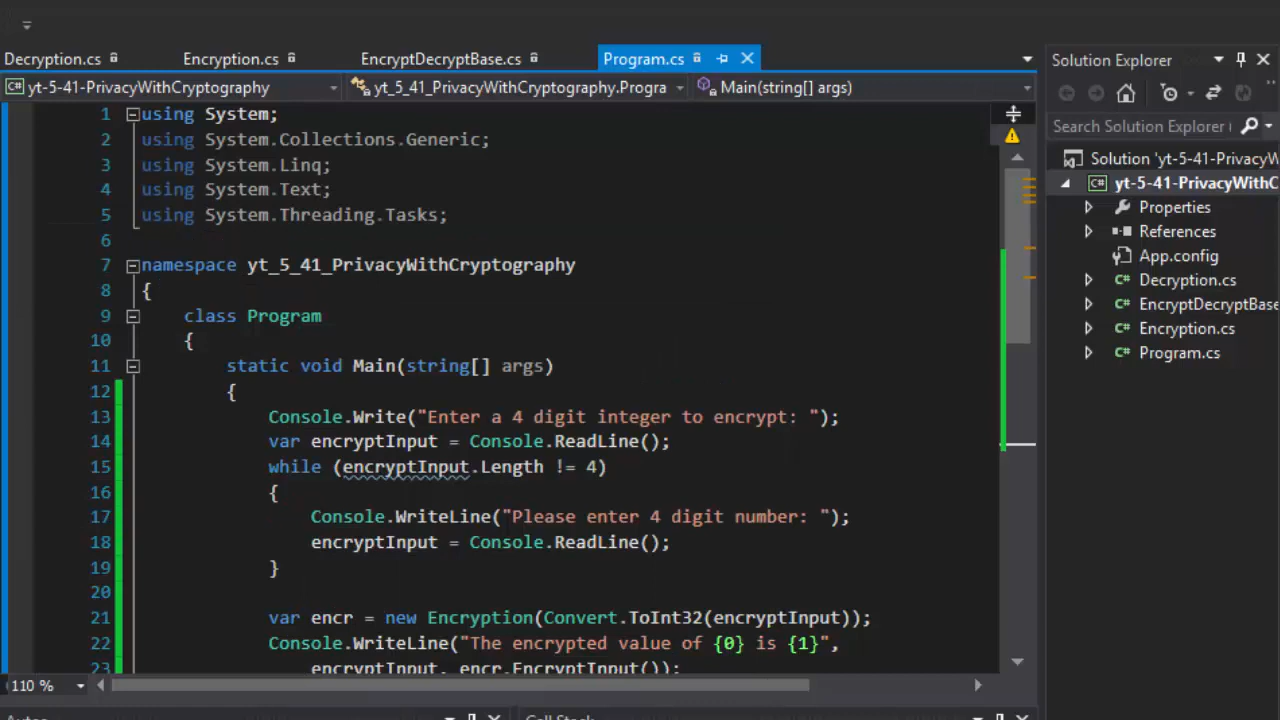 Decryption.cs Encryption.cs EncryptDecryptBase.cs Program.cs
yt-5-41-PrivacyWithCryptography yt_5_41_PrivacyWithCryptography.Progra Main(string[] args)
1 using System;
2 using System.Collections.Generic;
3 using System.Linq;
4 using System.Text;
5 using System.Threading.Tasks;
6
7 namespace yt_5_41_PrivacyWithCryptography
8 {
9 class Program
10 {
11 static void Main(string[] args)
12 {
13 Console.Write("Enter a 4 digit integer to encrypt: ");
14 var encryptInput = Console.ReadLine();
15 while (encryptInput.Length != 4)
16 {
17 Console.WriteLine("Please enter 4 digit number: ");
18 encryptInput = Console.ReadLine();
19 }
20
21 var encr = new Encryption(Convert.ToInt32(encryptInput));
22 Console.WriteLine("The encrypted value of {0} is {1}",
23 encryptInput, encr.EncryptInput());
110 %
Solution Explorer
Search Solution Explorer (
Solution 'yt-5-41-PrivacyW
yt-5-41-PrivacyWithC
Properties
References
App.config
Decryption.cs
EncryptDecryptBase
Encryption.cs
Program.cs